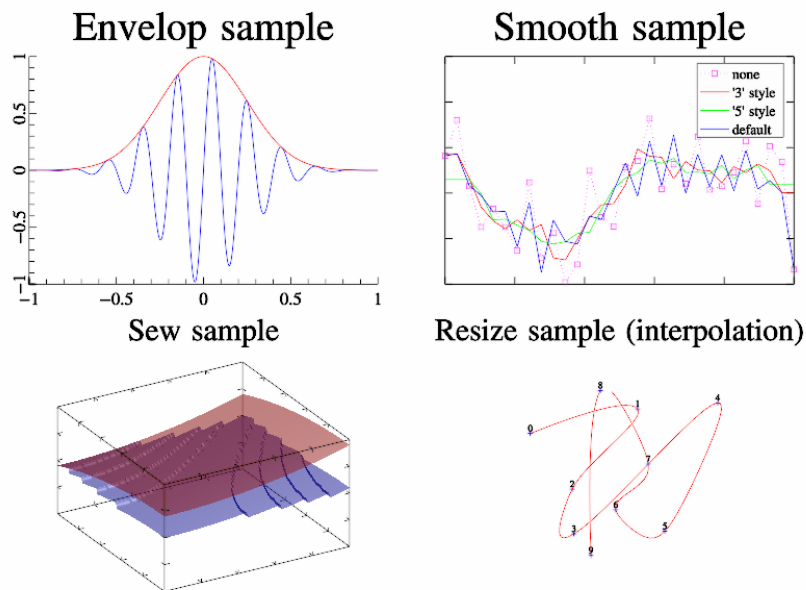 Envelop sample
Smooth sample
1
0.5
0
−0.5
−1
−1
−0.5
0
0.5
1
none
'3' style
'5' style
default
Sew sample
Resize sample (interpolation)
8
1
4
0
7
2
6
3
5
9